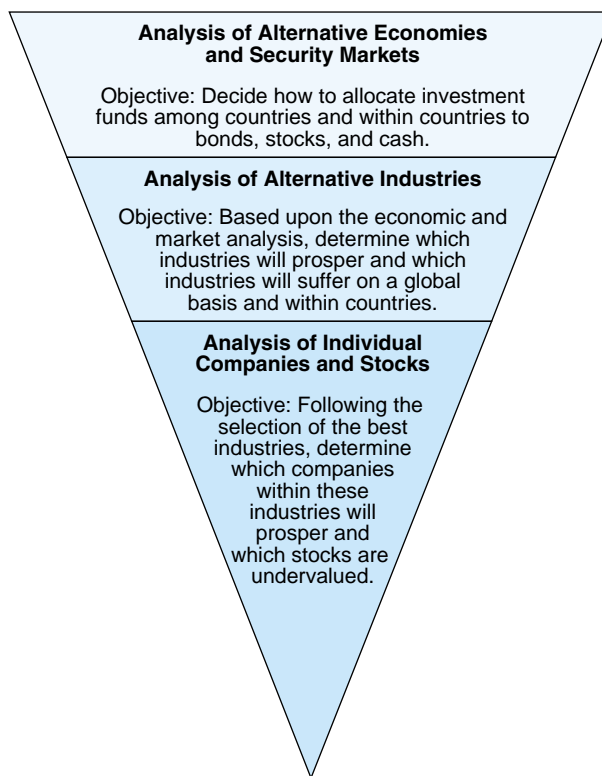 Analysis of Alternative Economies
and Security Markets
Objective: Decide how to allocate investment
funds among countries and within countries to
bonds, stocks, and cash.
Analysis of Alternative Industries
Objective: Based upon the economic and
market analysis, determine which
industries will prosper and which
industries will suffer on a global
basis and within countries.
Analysis of Individual
Companies and Stocks
Objective: Following the
selection of the best
industries, determine
which companies
within these
industries will
prosper and
which stocks are
undervalued.